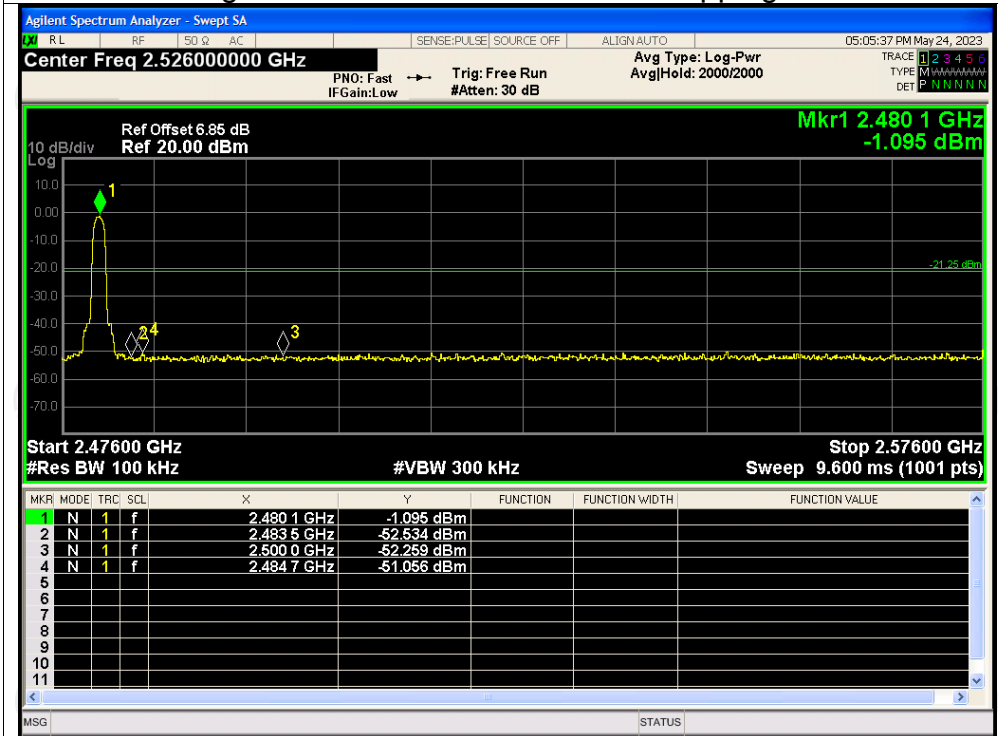 Agilent Spectrum Analyzer - Swept SA
LXI RL RF 50 Ω AC SENSE:PULSE SOURCE OFF ALIGN AUTO 05:05:37 PM May 24, 2023
Center Freq 2.526000000 GHz
PNO: Fast
IFGain:Low
Trig: Free Run
#Atten: 30 dB
Avg Type: Log-Pwr
Avg|Hold: 2000/2000
TRACE 1 2 3 4 5 6
TYPE M
DET P N N N N N
Mkr1 2.480 1 GHz
-1.095 dBm
Ref Offset 6.85 dB
10 dB/div Ref 20.00 dBm
Log
10.0
0.00
-10.0
-20.0
-30.0
-40.0
-50.0
-60.0
-70.0
1
-21.25 dBm
2 4
3
Start 2.47600 GHz Stop 2.57600 GHz
#Res BW 100 kHz #VBW 300 kHz Sweep 9.600 ms (1001 pts)
MKR MODE TRC SCL X Y FUNCTION FUNCTION WIDTH FUNCTION VALUE
1 N 1 f 2.480 1 GHz -1.095 dBm
2 N 1 f 2.483 5 GHz -52.534 dBm
3 N 1 f 2.500 0 GHz -52.259 dBm
4 N 1 f 2.484 7 GHz -51.056 dBm
5
6
7
8
9
10
11
MSG STATUS